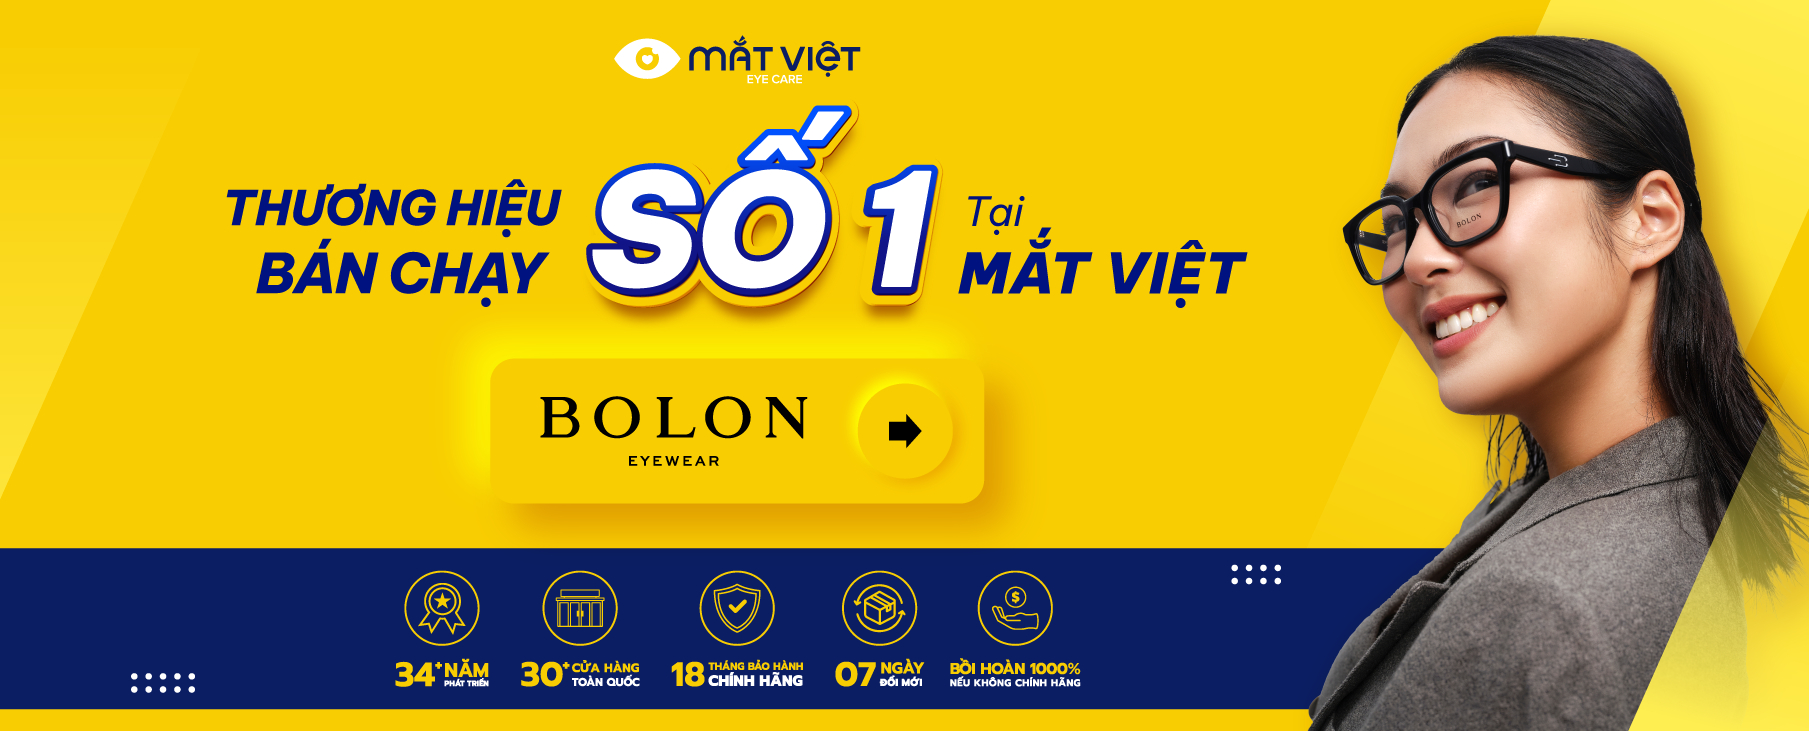 MẮT VIỆT
EYE CARE
THƯƠNG HIỆU
BÁN CHẠY
SỐ 1
Tại
MẮT VIỆT
BOLON
EYEWEAR
BOLON
34+ NĂM
PHÁT TRIỂN
30+ CỬA HÀNG
TOÀN QUỐC
18 THÁNG BẢO HÀNH
CHÍNH HÃNG
07 NGÀY
ĐỔI MỚI
BỒI HOÀN 1000%
NẾU KHÔNG CHÍNH HÃNG